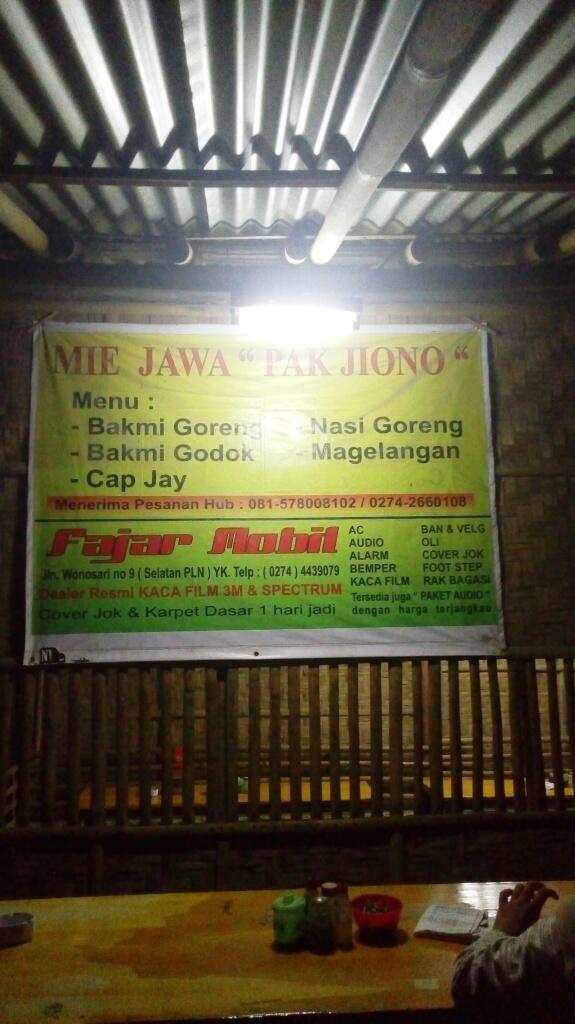 MIE JAWA " PAK JIONO "
Menu :
- Bakmi Goreng - Nasi Goreng
- Bakmi Godok - Magelangan
- Cap Jay
Menerima Pesanan Hub : 081-578008102 / 0274-2660108
Fajar Mobil
Jln. Wonosari no 9 ( Selatan PLN ) YK. Telp : ( 0274 ) 4439079
Dealer Resmi KACA FILM 3M & SPECTRUM
Cover Jok & Karpet Dasar 1 hari jadi
AC BAN & VELG
AUDIO OLI
ALARM COVER JOK
BEMPER FOOT STEP
KACA FILM RAK BAGASI
Tersedia juga " PAKET AUDIO "
dengan harga terjangkau